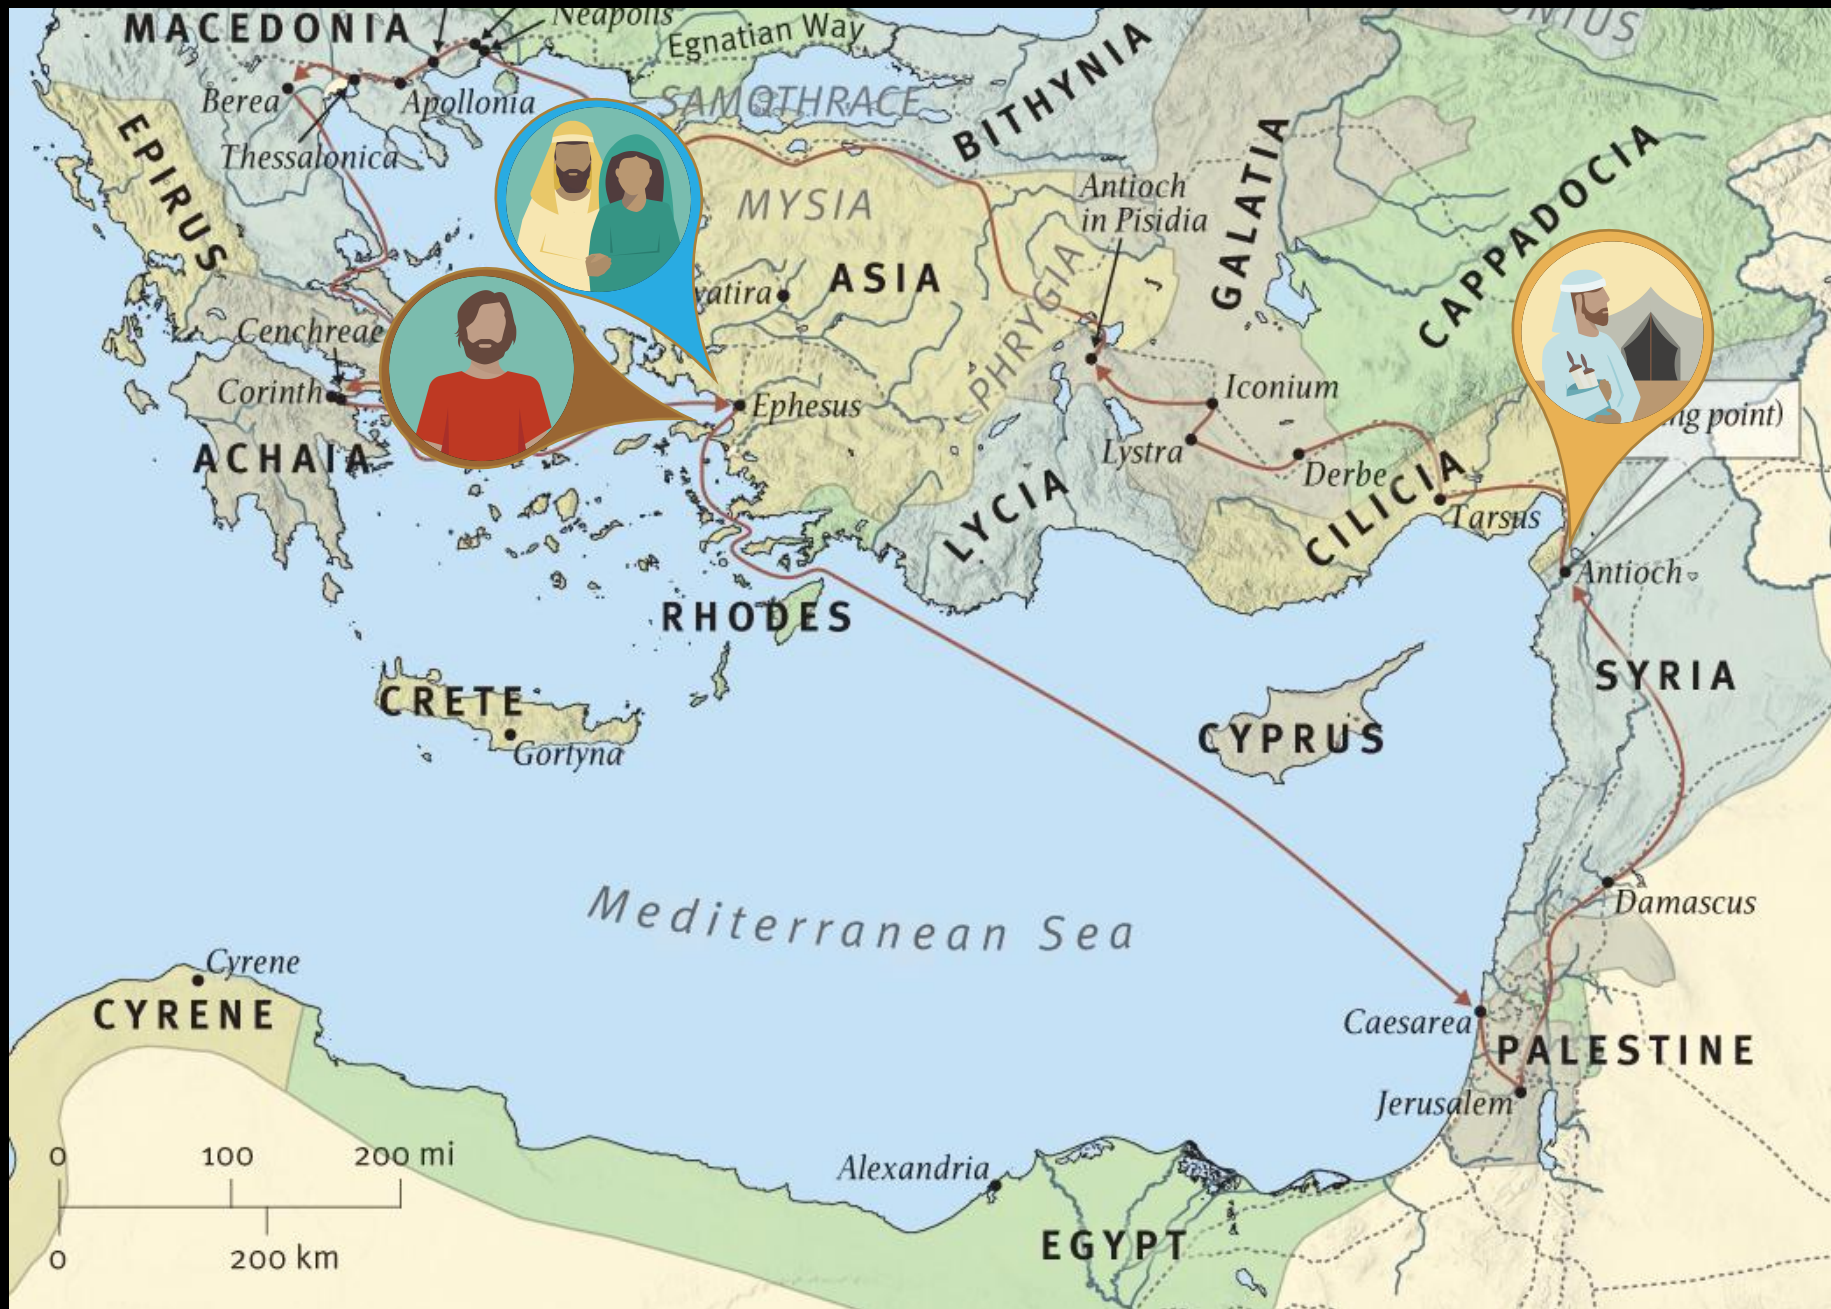 MACEDONIA
Neapolis
Egnatian Way
Berea
Apollonia
SAMOTHRACE
BITHYNIA
Thessalonica
EPIRUS
MYSIA
Antioch
in Pisidia
GALATIA
CAPPADOCIA
ASIA
PHRYGIA
Cenchreae
Corinth
Ephesus
Iconium
point)
ACHAIA
Lystra
Derbe
LYCIA
CILICIA
Tarsus
Antioch
RHODES
SYRIA
CRETE
Gortyna
CYPRUS
Mediterranean Sea
Damascus
Cyrene
CYRENE
Caesarea
PALESTINE
Jerusalem
0 100 200 mi
Alexandria
0 200 km
EGYPT